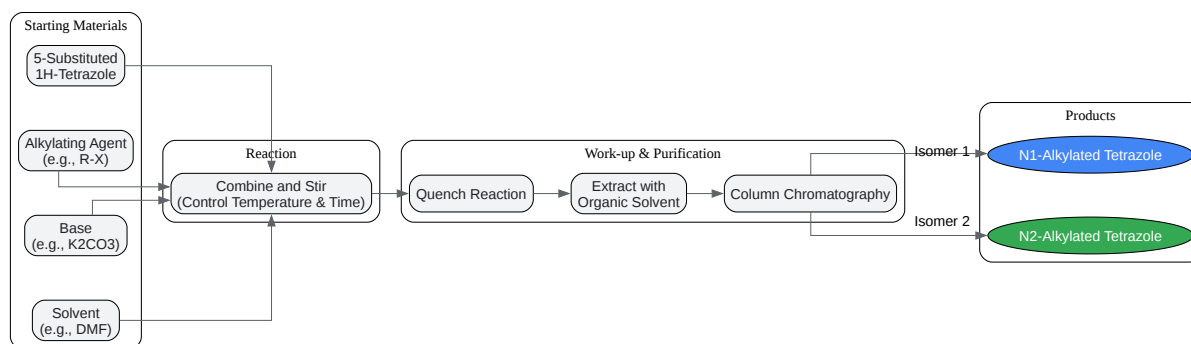 Starting Materials
5-Substituted
1H-Tetrazole
Alkylating Agent
(e.g., R-X)
Base
(e.g., K2CO3)
Solvent
(e.g., DMF)
Reaction
Combine and Stir
(Control Temperature & Time)
Work-up & Purification
Quench Reaction
Extract with
Organic Solvent
Column Chromatography
Isomer 1
Isomer 2
Products
N1-Alkylated Tetrazole
N2-Alkylated Tetrazole